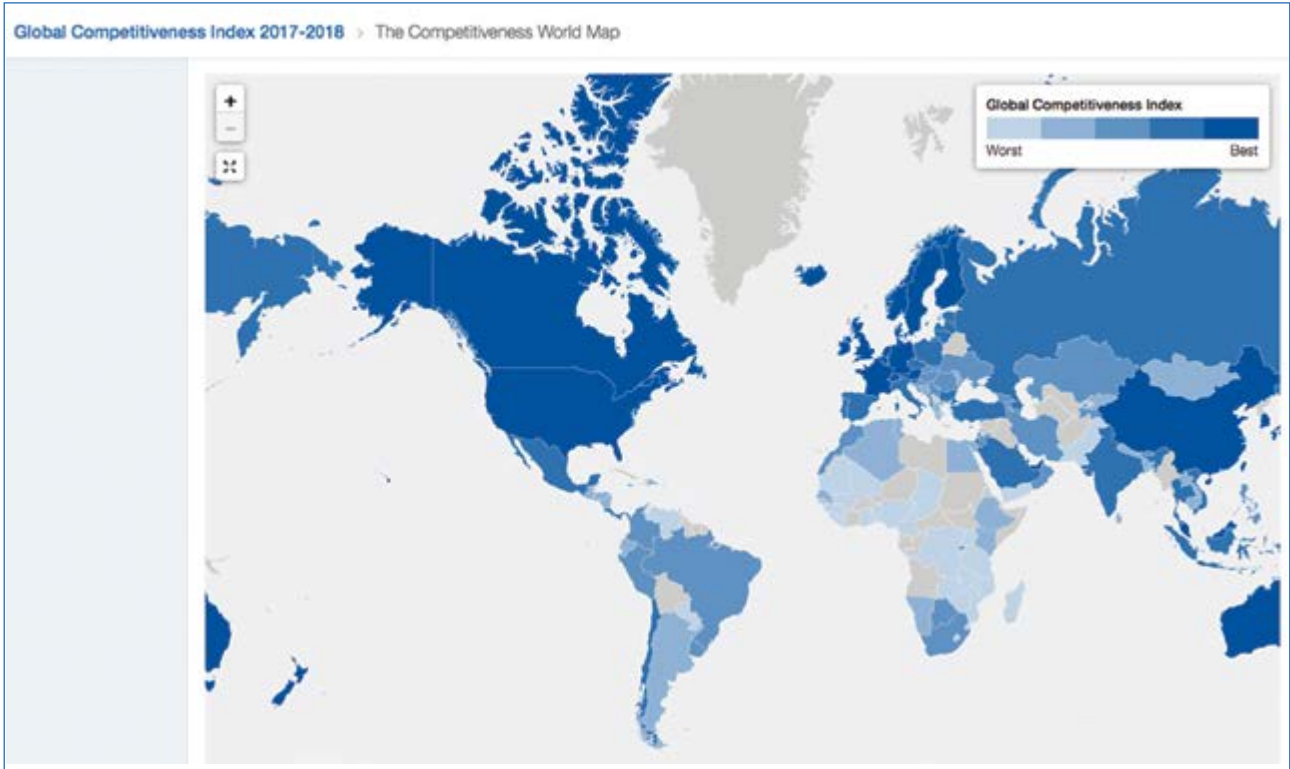 Global Competitiveness Index 2017-2018 > The Competitiveness World Map
+
−
Global Competitiveness Index
Worst Best